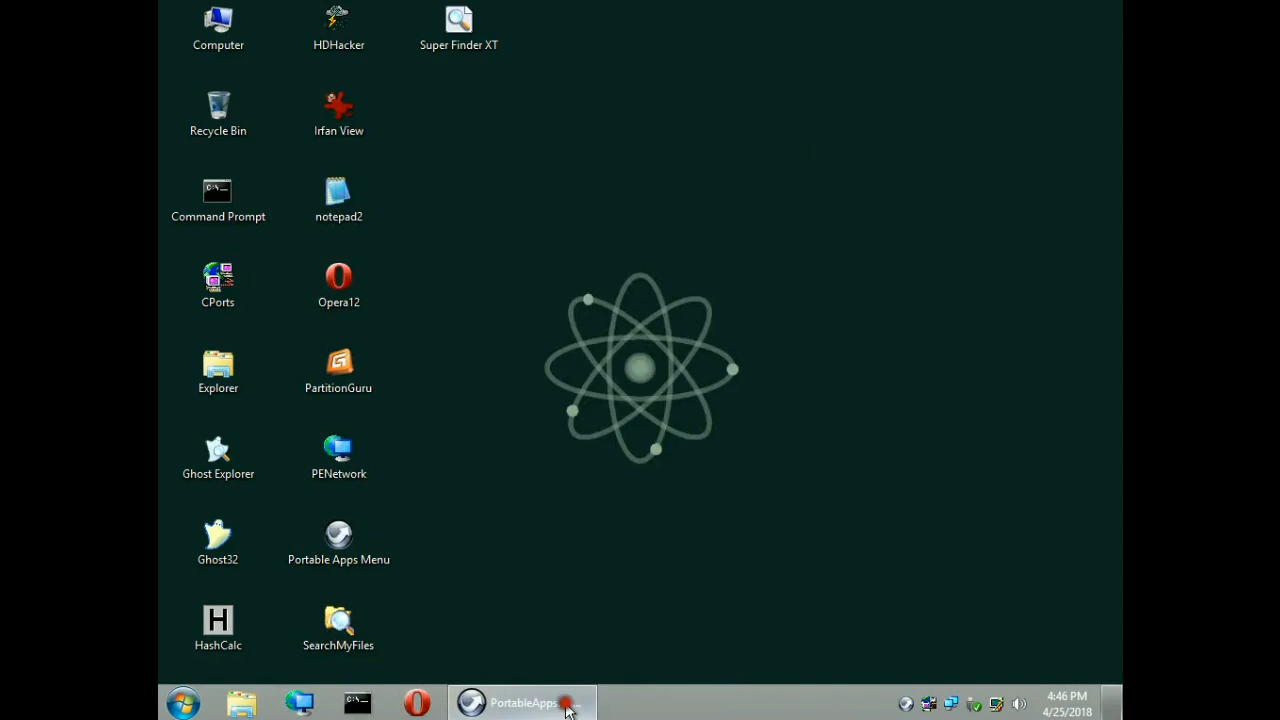 Computer
HDHacker
Super Finder XT
Recycle Bin
Irfan View
Command Prompt
notepad2
CPorts
Opera12
Explorer
PartitionGuru
Ghost Explorer
PENetwork
Ghost32
Portable Apps Menu
HashCalc
SearchMyFiles
PortableApps
4:46 PM
4/25/2018